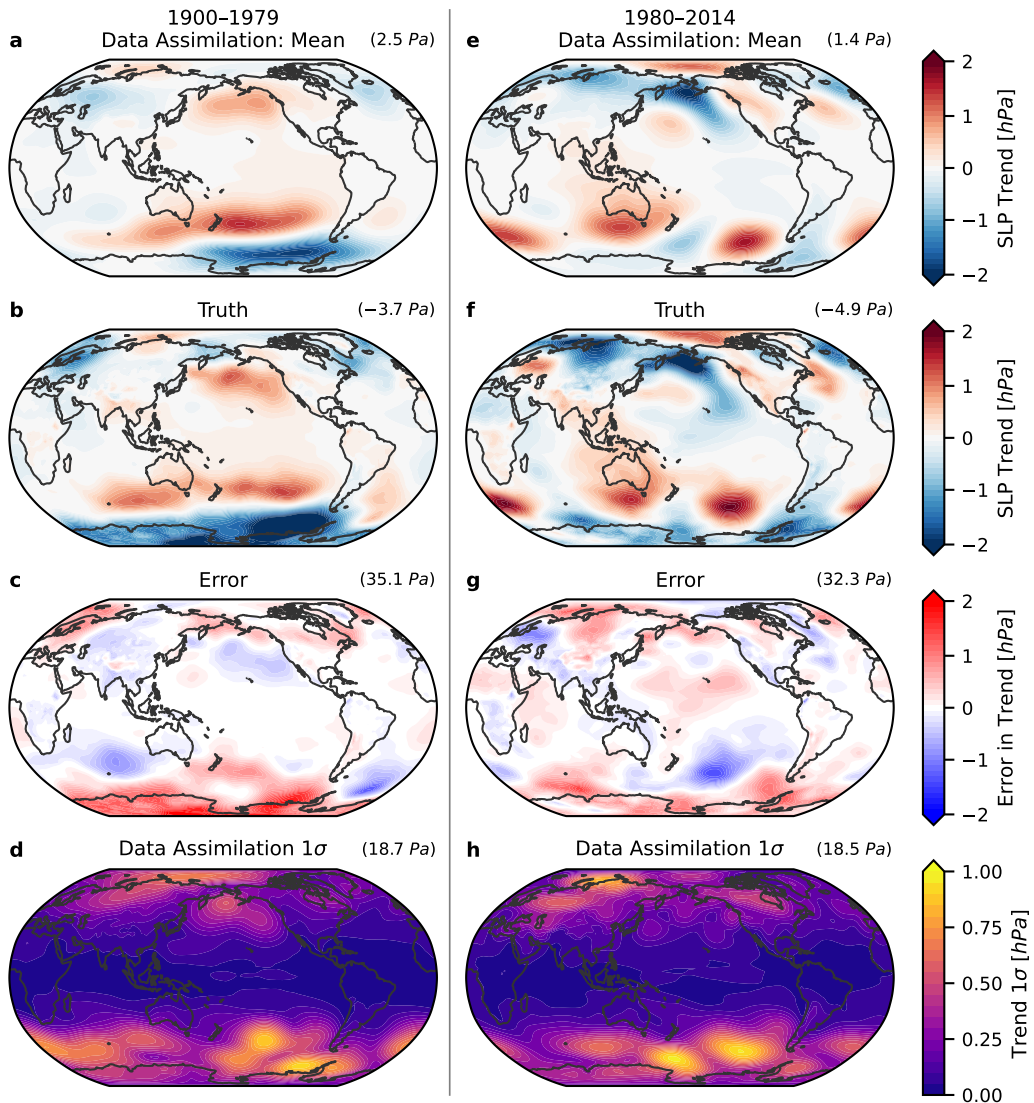 1900–1979
1980–2014
a Data Assimilation: Mean (2.5 Pa)
e Data Assimilation: Mean (1.4 Pa)
2
1
0
−1
−2
SLP Trend [hPa]
b Truth (−3.7 Pa)
f Truth (−4.9 Pa)
2
1
0
−1
−2
SLP Trend [hPa]
c Error (35.1 Pa)
g Error (32.3 Pa)
2
1
0
−1
−2
Error in Trend [hPa]
d Data Assimilation 1σ (18.7 Pa)
h Data Assimilation 1σ (18.5 Pa)
1.00
0.75
0.50
0.25
0.00
Trend 1σ [hPa]